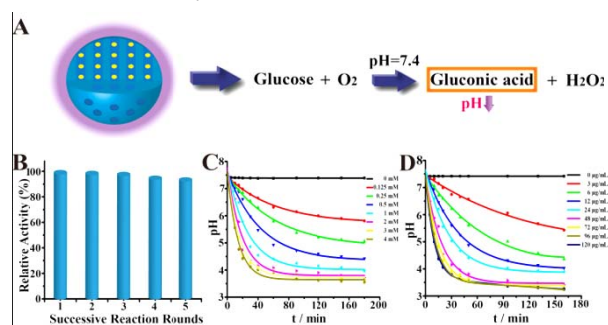 A
Glucose + O2
pH=7.4
Gluconic acid
+ H2O2
pH
B
Relative Activity (%)
100
80
60
40
20
0
1 2 3 4 5
Successive Reaction Rounds
C
pH
8
7
6
5
4
3
0 40 80 120 160 200
t / min
0 mM
0.125 mM
0.25 mM
0.5 mM
1 mM
2 mM
3 mM
4 mM
D
pH
8
7
6
5
4
3
0 30 60 90 120 150 180
t / min
0 μg/mL
3 μg/mL
6 μg/mL
12 μg/mL
24 μg/mL
48 μg/mL
72 μg/mL
96 μg/mL
120 μg/mL